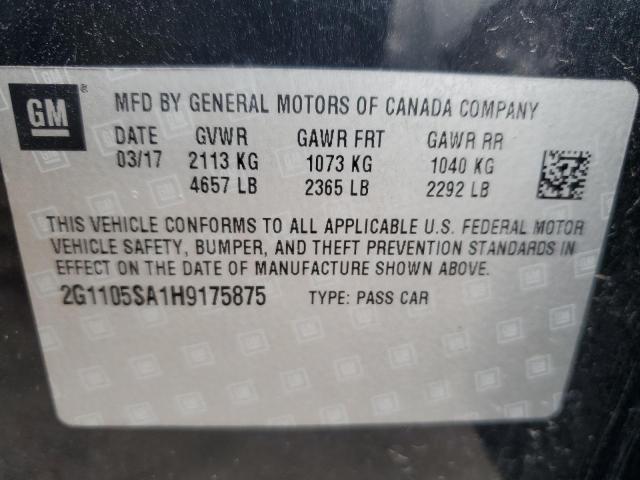 GM ®
MFD BY GENERAL MOTORS OF CANADA COMPANY
DATE GVWR GAWR FRT GAWR RR
03/17 2113 KG 1073 KG 1040 KG
4657 LB 2365 LB 2292 LB
THIS VEHICLE CONFORMS TO ALL APPLICABLE U.S. FEDERAL MOTOR
VEHICLE SAFETY, BUMPER, AND THEFT PREVENTION STANDARDS IN
EFFECT ON THE DATE OF MANUFACTURE SHOWN ABOVE.
2G1105SA1H9175875 TYPE: PASS CAR